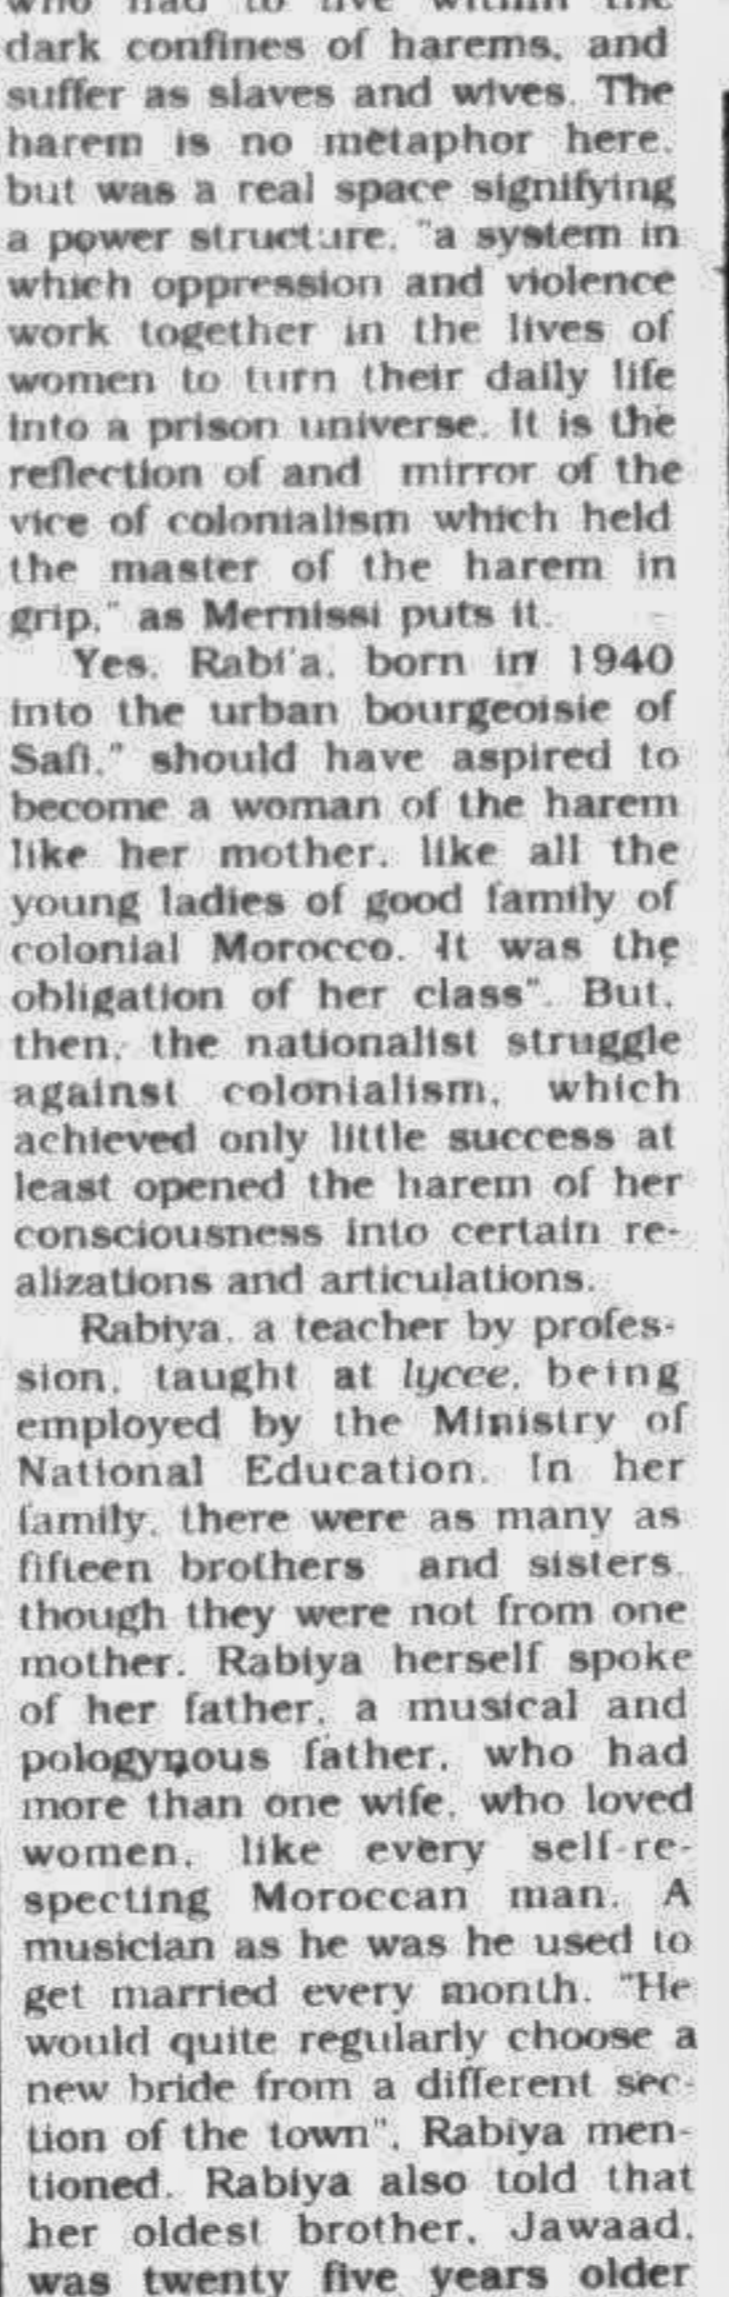 who had to live within the
dark confines of harems, and
suffer as slaves and wives. The
harem is no metaphor here,
but was a real space signifying
a power structure, "a system in
which oppression and violence
work together in the lives of
women to turn their daily life
into a prison universe. It is the
reflection of and mirror of the
vice of colonialism which held
the master of the harem in
grip," as Mernissi puts it.
Yes, Rabi'a, born in 1940
into the urban bourgeoisie of
Safi," should have aspired to
become a woman of the harem
like her mother, like all the
young ladies of good family of
colonial Morocco. It was the
obligation of her class". But,
then, the nationalist struggle
against colonialism, which
achieved only little success at
least opened the harem of her
consciousness into certain re-
alizations and articulations.
Rabiya, a teacher by profes-
sion, taught at lycee, being
employed by the Ministry of
National Education. In her
family, there were as many as
fifteen brothers and sisters,
though they were not from one
mother. Rabiya herself spoke
of her father, a musical and
pologynous father, who had
more than one wife, who loved
women, like every self-re-
specting Moroccan man. A
musician as he was he used to
get married every month. "He
would quite regularly choose a
new bride from a different sec-
tion of the town", Rabiya men-
tioned. Rabiya also told that
her oldest brother, Jawaad,
was twenty five years older